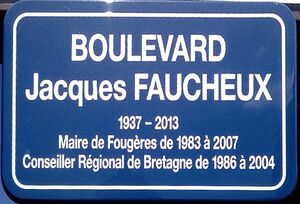 BOULEVARD
Jacques FAUCHEUX
1937 – 2013
Maire de Fougères de 1983 à 2007
Conseiller Régional de Bretagne de 1986 à 2004